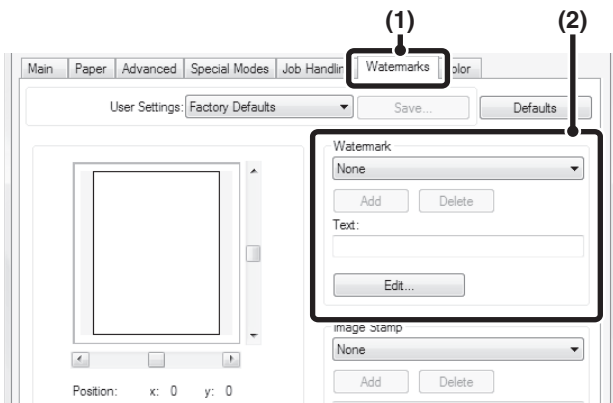 (1) (2)
Main Paper Advanced Special Modes Job Handlin Watermarks olor
User Settings: Factory Defaults Save... Defaults
Watermark
None
Add Delete
Text:
Edit...
Image Stamp
None
Add Delete
Position: x: 0 y: 0